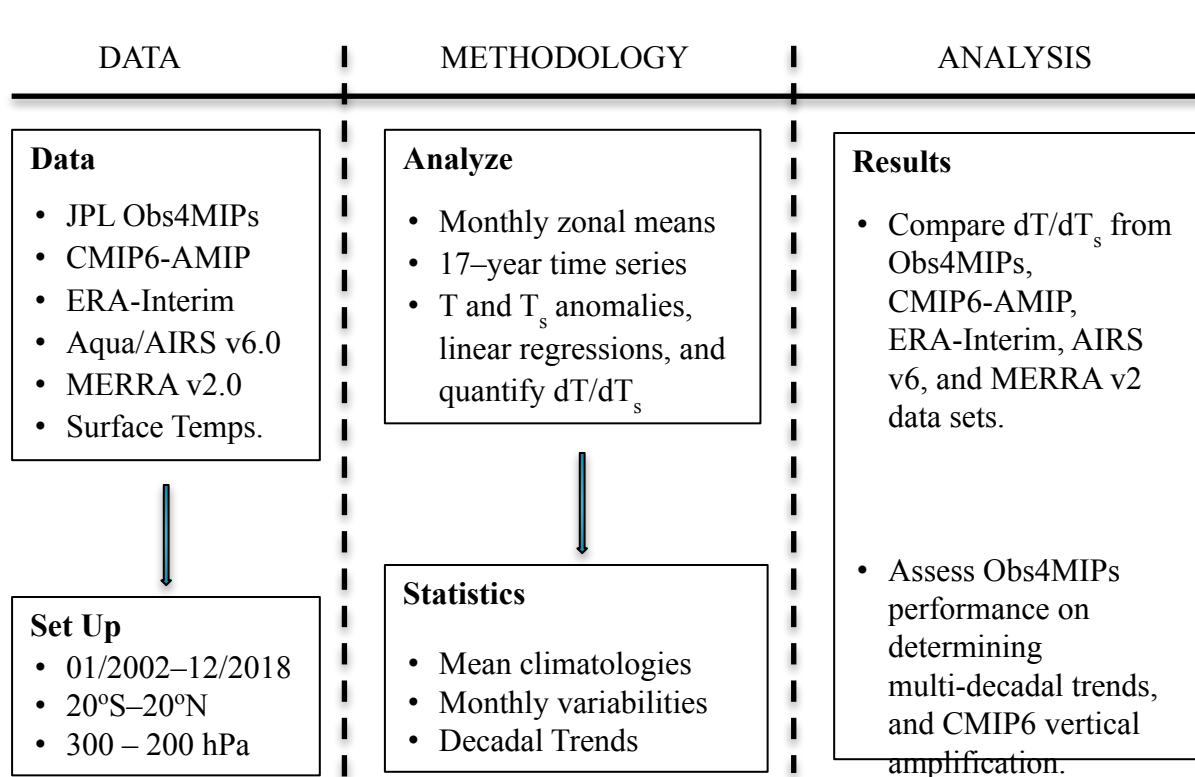 DATA
METHODOLOGY
ANALYSIS
Data
• JPL Obs4MIPs
• CMIP6-AMIP
• ERA-Interim
• Aqua/AIRS v6.0
• MERRA v2.0
• Surface Temps.
Set Up
• 01/2002–12/2018
• 20ºS–20ºN
• 300 – 200 hPa
Analyze
• Monthly zonal means
• 17–year time series
• T and Ts anomalies,
linear regressions, and
quantify dT/dTs
Statistics
• Mean climatologies
• Monthly variabilities
• Decadal Trends
Results
• Compare dT/dTs from
Obs4MIPs,
CMIP6-AMIP,
ERA-Interim, AIRS
v6, and MERRA v2
data sets.
• Assess Obs4MIPs
performance on
determining
multi-decadal trends,
and CMIP6 vertical
amplification.